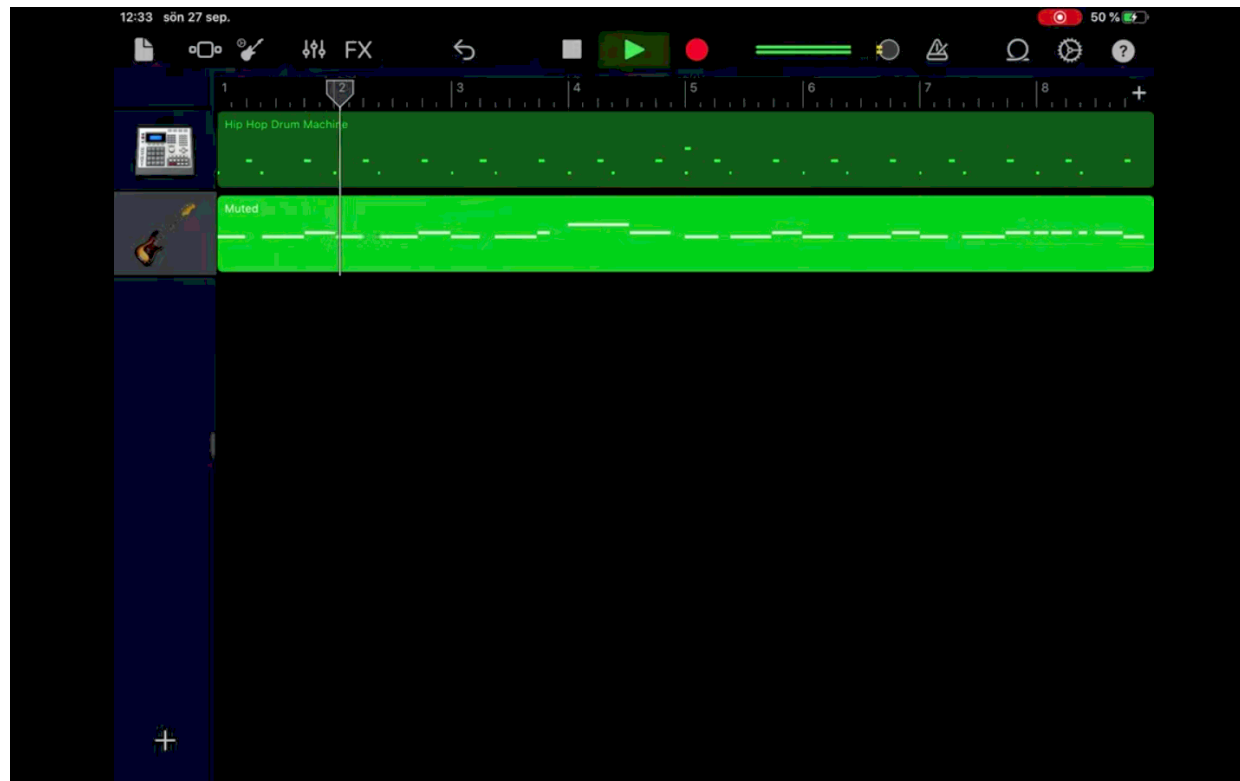 12:33 sön 27 sep. 50 %
FX ?
1 2 3 4 5 6 7 8 +
Hip Hop Drum Machine
Muted
+